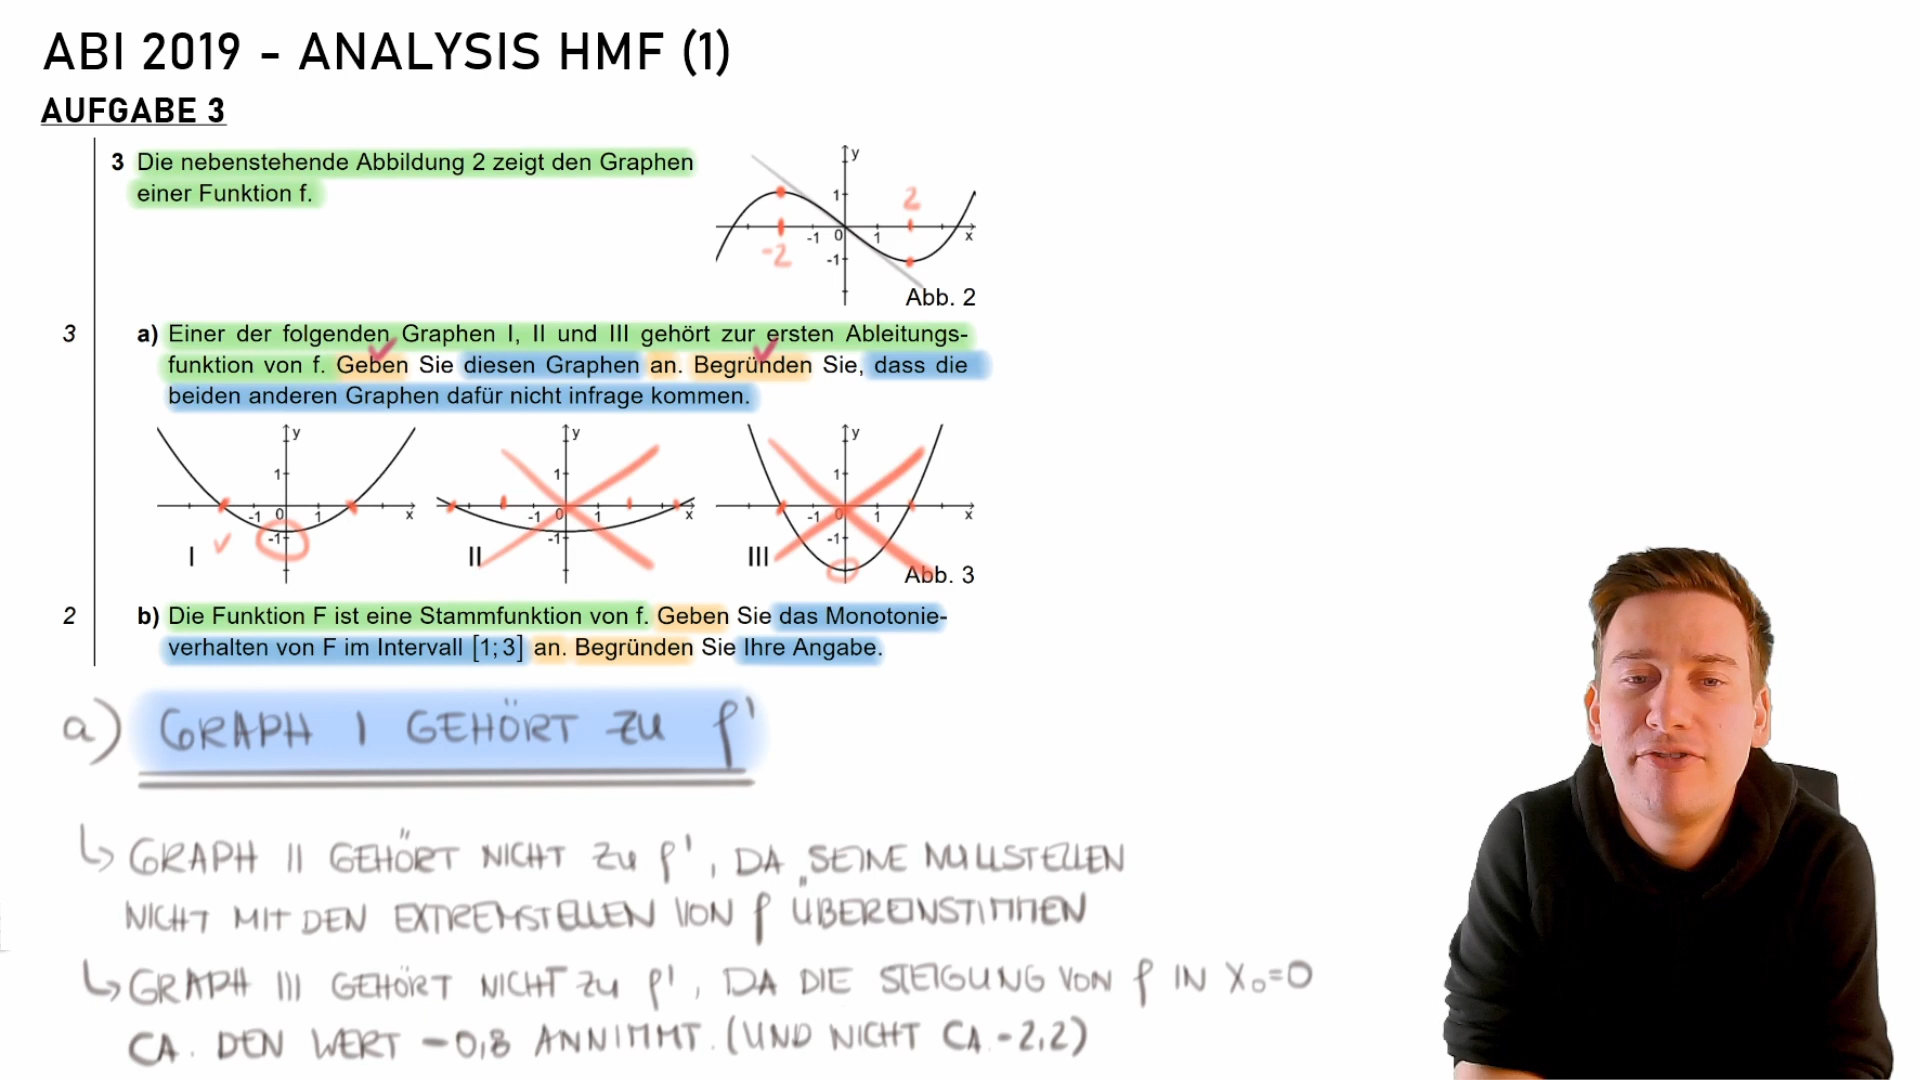 ABI 2019 - ANALYSIS HMF (1)
AUFGABE 3
3 Die nebenstehende Abbildung 2 zeigt den Graphen
einer Funktion f.
y
1
2
-1 0 1 x
-2
-1
Abb. 2
3 a) Einer der folgenden Graphen I, II und III gehört zur ersten Ableitungs-
funktion von f. Geben Sie diesen Graphen an. Begründen Sie, dass die
beiden anderen Graphen dafür nicht infrage kommen.
y y y
1 1 1
-1 0 1 x -1 0 1 x -1 0 1 x
-1 -1 -1
I II III
Abb. 3
2 b) Die Funktion F ist eine Stammfunktion von f. Geben Sie das Monotonie-
verhalten von F im Intervall [1;3] an. Begründen Sie Ihre Angabe.
a) GRAPH I GEHÖRT ZU f'
↳ GRAPH II GEHÖRT NICHT ZU f', DA SEINE NULLSTELLEN
NICHT MIT DEN EXTREMSTELLEN VON f ÜBEREINSTIMMEN
↳ GRAPH III GEHÖRT NICHT ZU f', DA DIE STEIGUNG VON f IN X₀=0
CA. DEN WERT -0,8 ANNIMMT. (UND NICHT CA. -2,2)